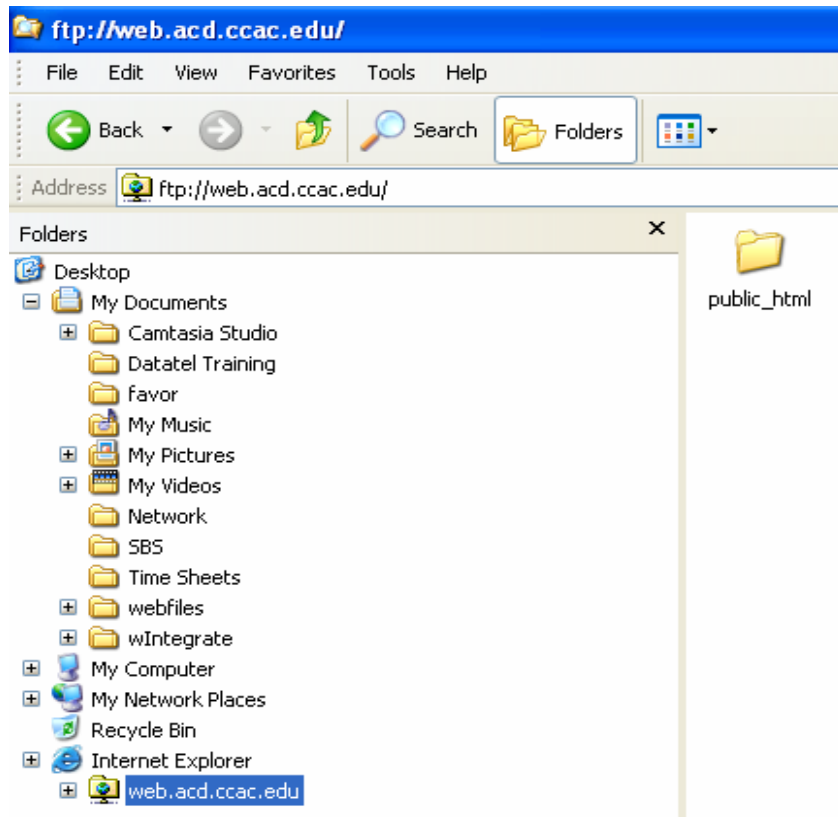 ftp://web.acd.ccac.edu/
File Edit View Favorites Tools Help
Back Search Folders
Address ftp://web.acd.ccac.edu/
Folders
Desktop
My Documents
Camtasia Studio
Datatel Training
favor
My Music
My Pictures
My Videos
Network
SBS
Time Sheets
webfiles
wIntegrate
My Computer
My Network Places
Recycle Bin
Internet Explorer
web.acd.ccac.edu
public_html